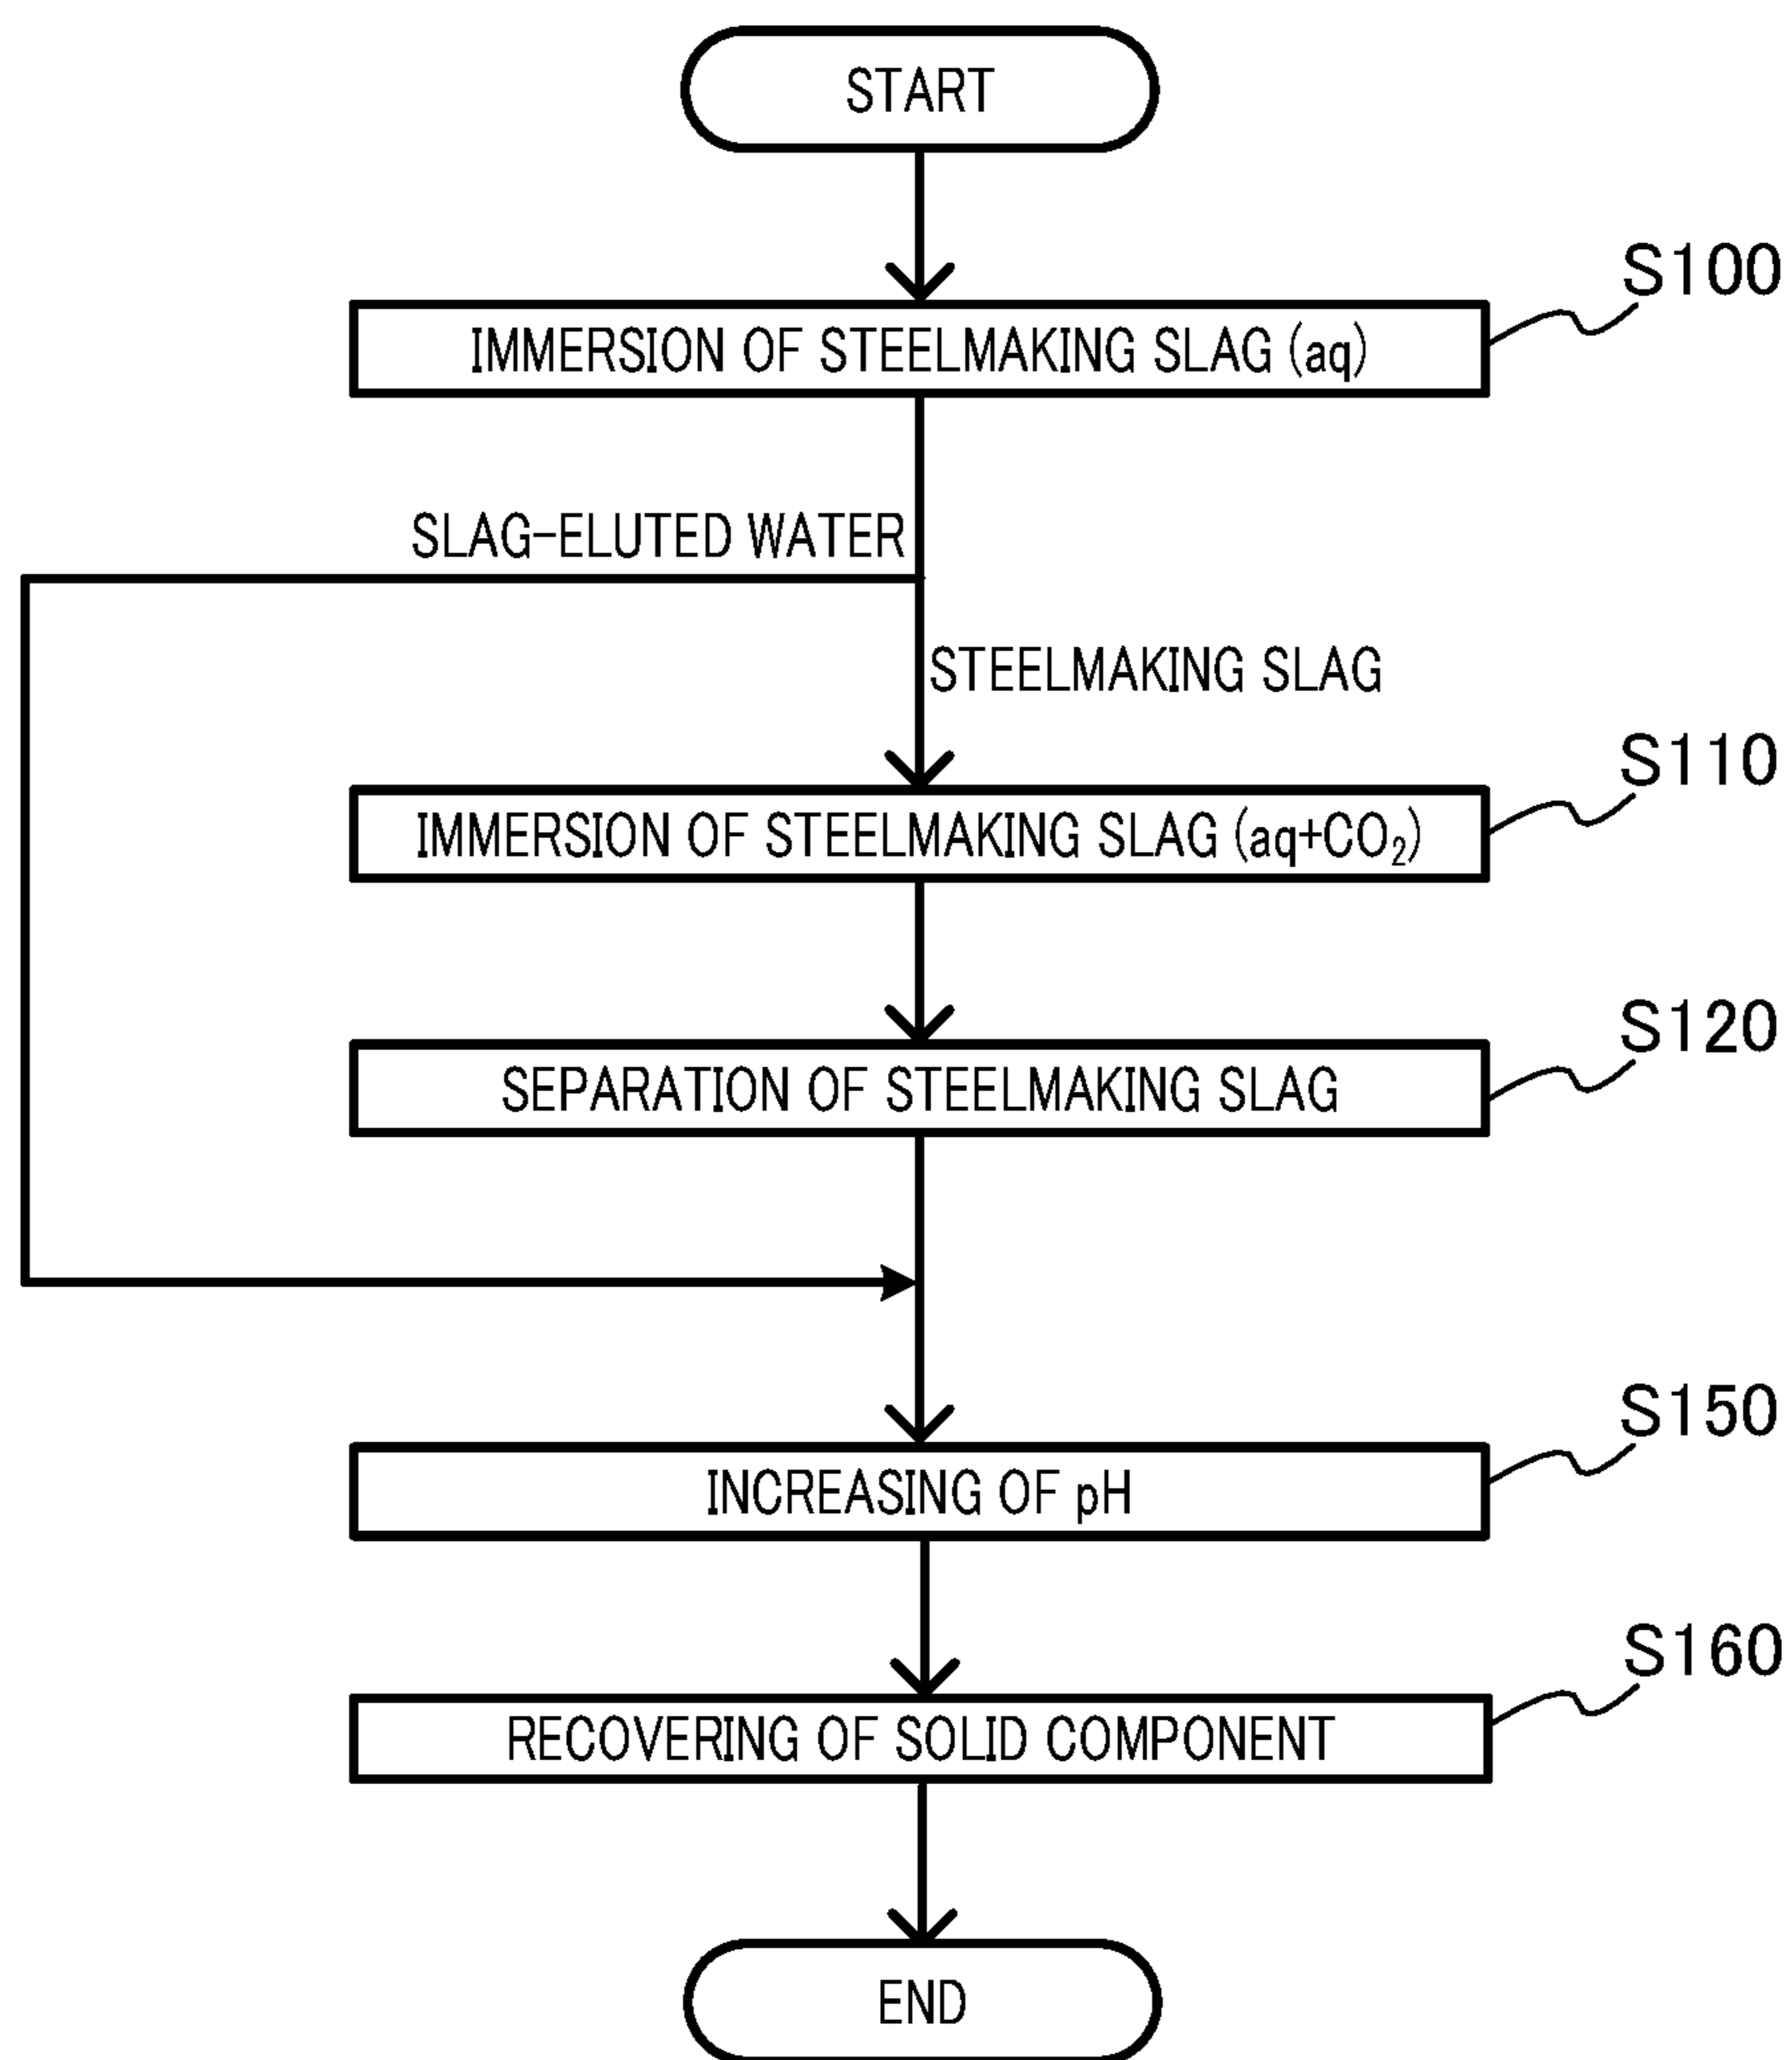 START
S100
IMMERSION OF STEELMAKING SLAG (aq)
SLAG-ELUTED WATER
STEELMAKING SLAG
S110
IMMERSION OF STEELMAKING SLAG (aq+CO₂)
S120
SEPARATION OF STEELMAKING SLAG
S150
INCREASING OF pH
S160
RECOVERING OF SOLID COMPONENT
END